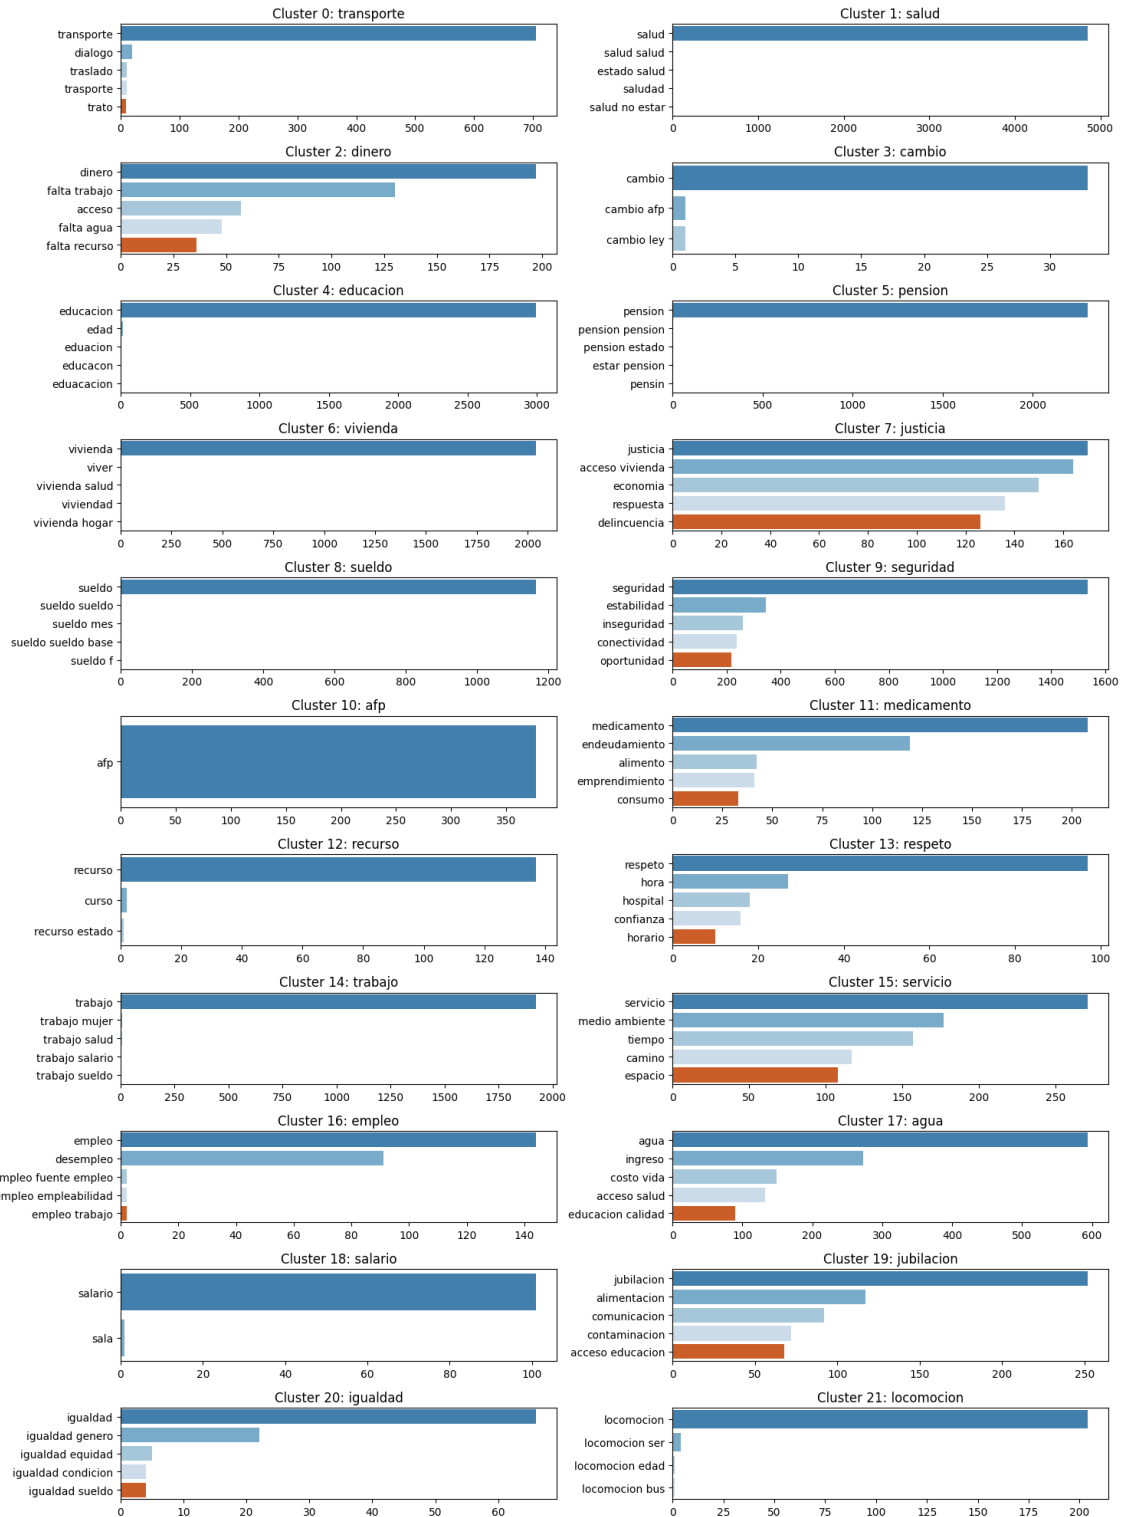 Cluster 0: transporte
transporte
dialogo
traslado
trasporte
trato
0 100 200 300 400 500 600 700
Cluster 1: salud
salud
salud salud
estado salud
saludad
salud no estar
0 1000 2000 3000 4000 5000
Cluster 2: dinero
dinero
falta trabajo
acceso
falta agua
falta recurso
0 25 50 75 100 125 150 175 200
Cluster 3: cambio
cambio
cambio afp
cambio ley
0 5 10 15 20 25 30
Cluster 4: educacion
educacion
edad
eduacion
educacon
eduacacion
0 500 1000 1500 2000 2500 3000
Cluster 5: pension
pension
pension pension
pension estado
estar pension
pensin
0 500 1000 1500 2000
Cluster 6: vivienda
vivienda
viver
vivienda salud
viviendad
vivienda hogar
0 250 500 750 1000 1250 1500 1750 2000
Cluster 7: justicia
justicia
acceso vivienda
economia
respuesta
delincuencia
0 20 40 60 80 100 120 140 160
Cluster 8: sueldo
sueldo
sueldo sueldo
sueldo mes
sueldo sueldo base
sueldo f
0 200 400 600 800 1000 1200
Cluster 9: seguridad
seguridad
estabilidad
inseguridad
conectividad
oportunidad
0 200 400 600 800 1000 1200 1400 1600
Cluster 10: afp
afp
0 50 100 150 200 250 300 350
Cluster 11: medicamento
medicamento
endeudamiento
alimento
emprendimiento
consumo
0 25 50 75 100 125 150 175 200
Cluster 12: recurso
recurso
curso
recurso estado
0 20 40 60 80 100 120 140
Cluster 13: respeto
respeto
hora
hospital
confianza
horario
0 20 40 60 80 100
Cluster 14: trabajo
trabajo
trabajo mujer
trabajo salud
trabajo salario
trabajo sueldo
0 250 500 750 1000 1250 1500 1750 2000
Cluster 15: servicio
servicio
medio ambiente
tiempo
camino
espacio
0 50 100 150 200 250
Cluster 16: empleo
empleo
desempleo
mpleo fuente empleo
empleo empleabilidad
empleo trabajo
0 20 40 60 80 100 120 140
Cluster 17: agua
agua
ingreso
costo vida
acceso salud
educacion calidad
0 100 200 300 400 500 600
Cluster 18: salario
salario
sala
0 20 40 60 80 100
Cluster 19: jubilacion
jubilacion
alimentacion
comunicacion
contaminacion
acceso educacion
0 50 100 150 200 250
Cluster 20: igualdad
igualdad
igualdad genero
igualdad equidad
igualdad condicion
igualdad sueldo
0 10 20 30 40 50 60
Cluster 21: locomocion
locomocion
locomocion ser
locomocion edad
locomocion bus
0 25 50 75 100 125 150 175 200